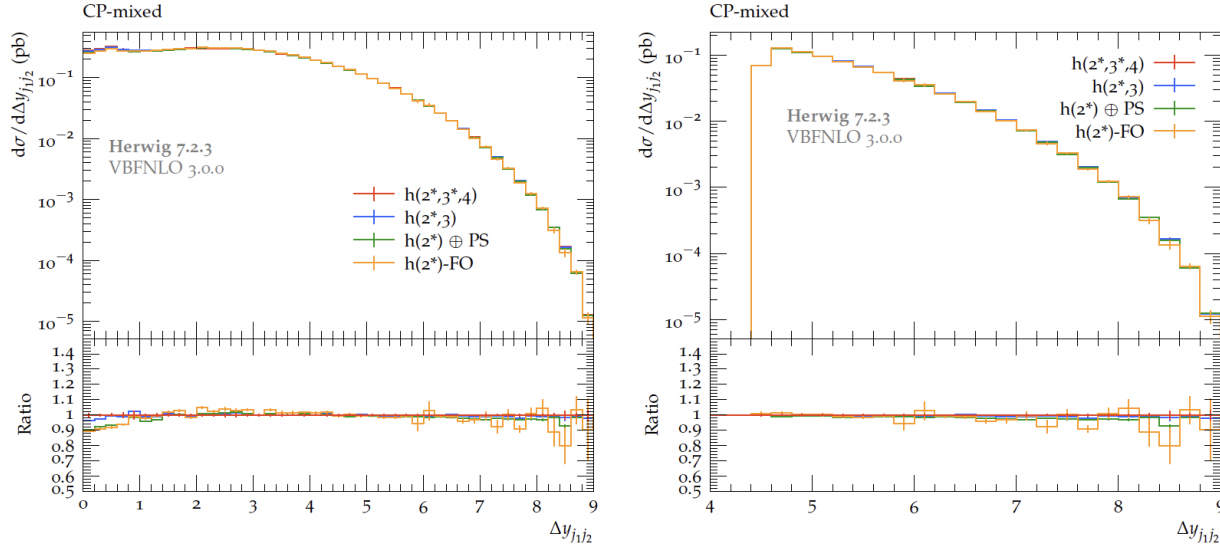 CP-mixed
dσ/dΔy_{j₁j₂} (pb)
10⁻¹
10⁻²
10⁻³
10⁻⁴
10⁻⁵
Herwig 7.2.3
VBFNLO 3.0.0
h(2*,3*,4)
h(2*,3)
h(2*) ⊕ PS
h(2*)-FO
Ratio
1.4
1.3
1.2
1.1
1
0.9
0.8
0.7
0.6
0.5
0 1 2 3 4 5 6 7 8 9
Δy_{j₁j₂}
CP-mixed
dσ/dΔy_{j₁j₂} (pb)
10⁻¹
10⁻²
10⁻³
10⁻⁴
10⁻⁵
h(2*,3*,4)
h(2*,3)
h(2*) ⊕ PS
h(2*)-FO
Herwig 7.2.3
VBFNLO 3.0.0
Ratio
1.4
1.3
1.2
1.1
1
0.9
0.8
0.7
0.6
0.5
4 5 6 7 8 9
Δy_{j₁j₂}